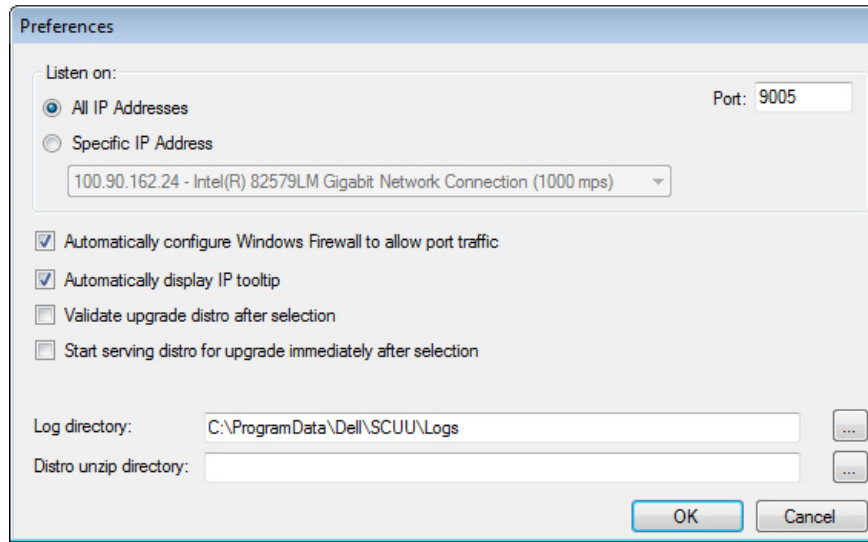 Preferences
Listen on:
All IP Addresses
Port: 9005
Specific IP Address
100.90.162.24 - Intel(R) 82579LM Gigabit Network Connection (1000 mps)
Automatically configure Windows Firewall to allow port traffic
Automatically display IP tooltip
Validate upgrade distro after selection
Start serving distro for upgrade immediately after selection
Log directory: C:\ProgramData\Dell\SCUU\Logs ...
Distro unzip directory: ...
OK Cancel